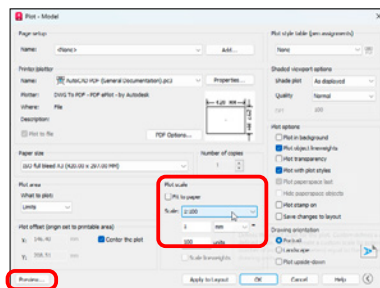 Plot - Model
Page setup
Name: <None> Add...
Printer/plotter
Name: AutoCAD PDF (General Documentation).pc3 Properties...
Plotter: DWG To PDF - PDF ePlot - by Autodesk
Where: File
Description:
Plot to file PDF Options...
Paper size
ISO full bleed A3 (420.00 x 297.00 MM)
Number of copies
1
Plot area
What to plot:
Limits
Plot offset (origin set to printable area)
X: mm Center the plot
Y: mm
Plot scale
Fit to paper
Scale: 1:100
1 mm =
100 units
Scale lineweights
Plot style table (pen assignments)
None
Shaded viewport options
Shade plot As displayed
Quality Normal
DPI 100
Plot options
Plot in background
Plot object lineweights
Plot transparency
Plot with plot styles
Plot paperspace last
Hide paperspace objects
Plot stamp on
Save changes to layout
Drawing orientation
Portrait
Landscape
Plot upside-down
Preview... Apply to Layout OK Cancel Help